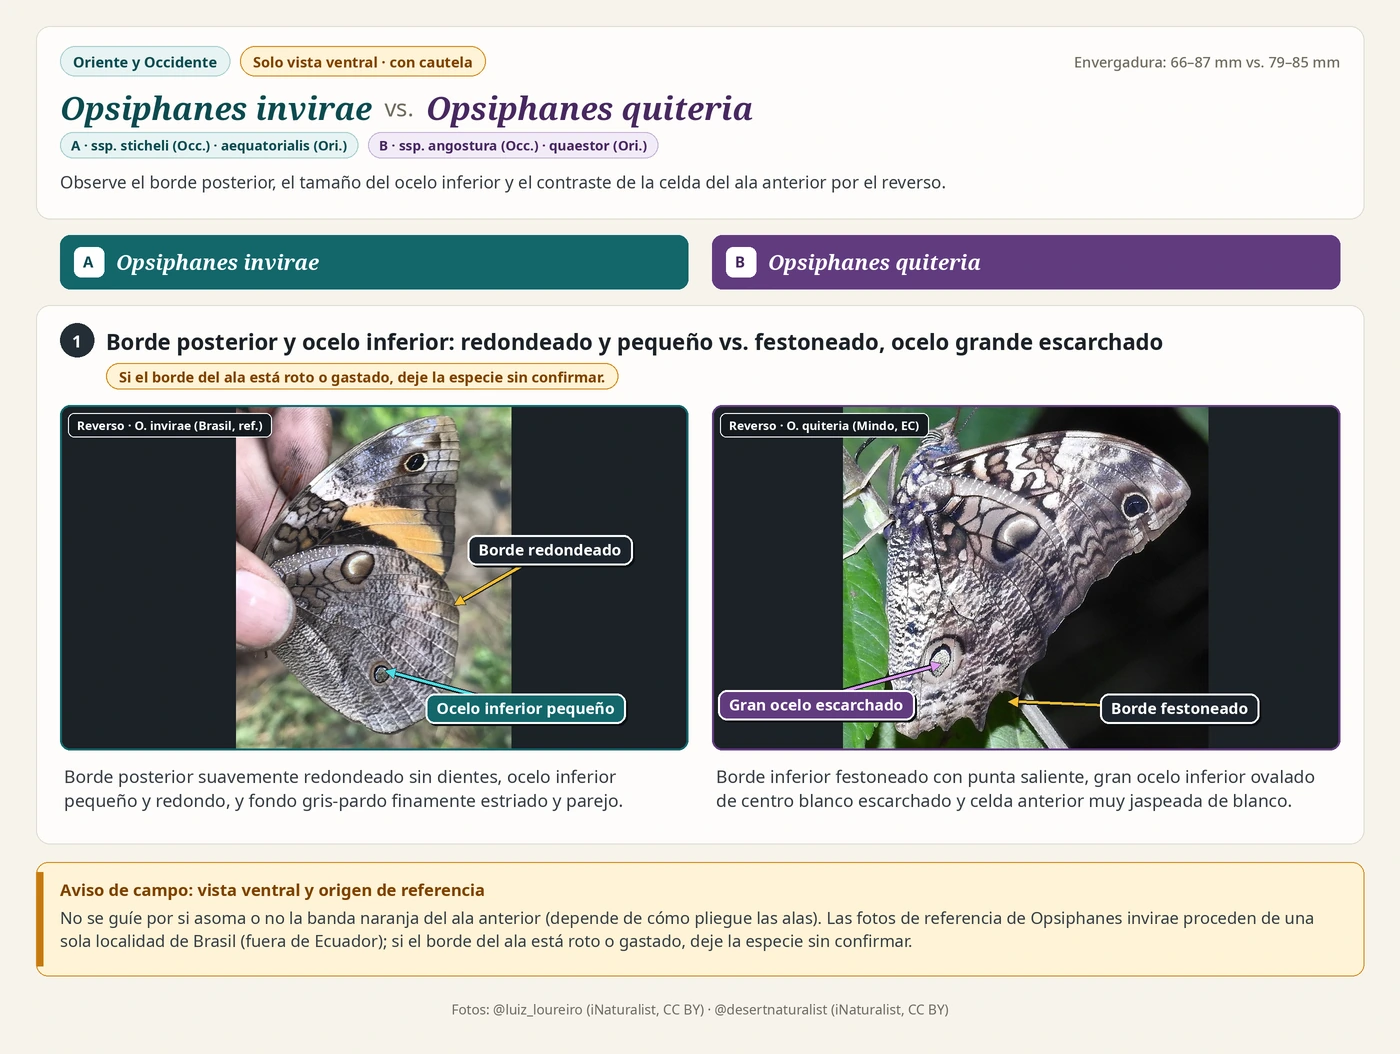 Oriente y Occidente
Solo vista ventral · con cautela
Envergadura: 66–87 mm vs. 79–85 mm
Opsiphanes invirae vs. Opsiphanes quiteria
A · ssp. sticheli (Occ.) · aequatorialis (Ori.)
B · ssp. angostura (Occ.) · quaestor (Ori.)
Observe el borde posterior, el tamaño del ocelo inferior y el contraste de la celda del ala anterior por el reverso.
A Opsiphanes invirae
B Opsiphanes quiteria
1 Borde posterior y ocelo inferior: redondeado y pequeño vs. festoneado, ocelo grande escarchado
Si el borde del ala está roto o gastado, deje la especie sin confirmar.
Reverso · O. invirae (Brasil, ref.)
Borde redondeado
Ocelo inferior pequeño
Reverso · O. quiteria (Mindo, EC)
Gran ocelo escarchado
Borde festoneado
Borde posterior suavemente redondeado sin dientes, ocelo inferior
pequeño y redondo, y fondo gris-pardo finamente estriado y parejo.
Borde inferior festoneado con punta saliente, gran ocelo inferior ovalado
de centro blanco escarchado y celda anterior muy jaspeada de blanco.
Aviso de campo: vista ventral y origen de referencia
No se guíe por si asoma o no la banda naranja del ala anterior (depende de cómo pliegue las alas). Las fotos de referencia de Opsiphanes invirae proceden de una
sola localidad de Brasil (fuera de Ecuador); si el borde del ala está roto o gastado, deje la especie sin confirmar.
Fotos: @luiz_loureiro (iNaturalist, CC BY) · @desertnaturalist (iNaturalist, CC BY)